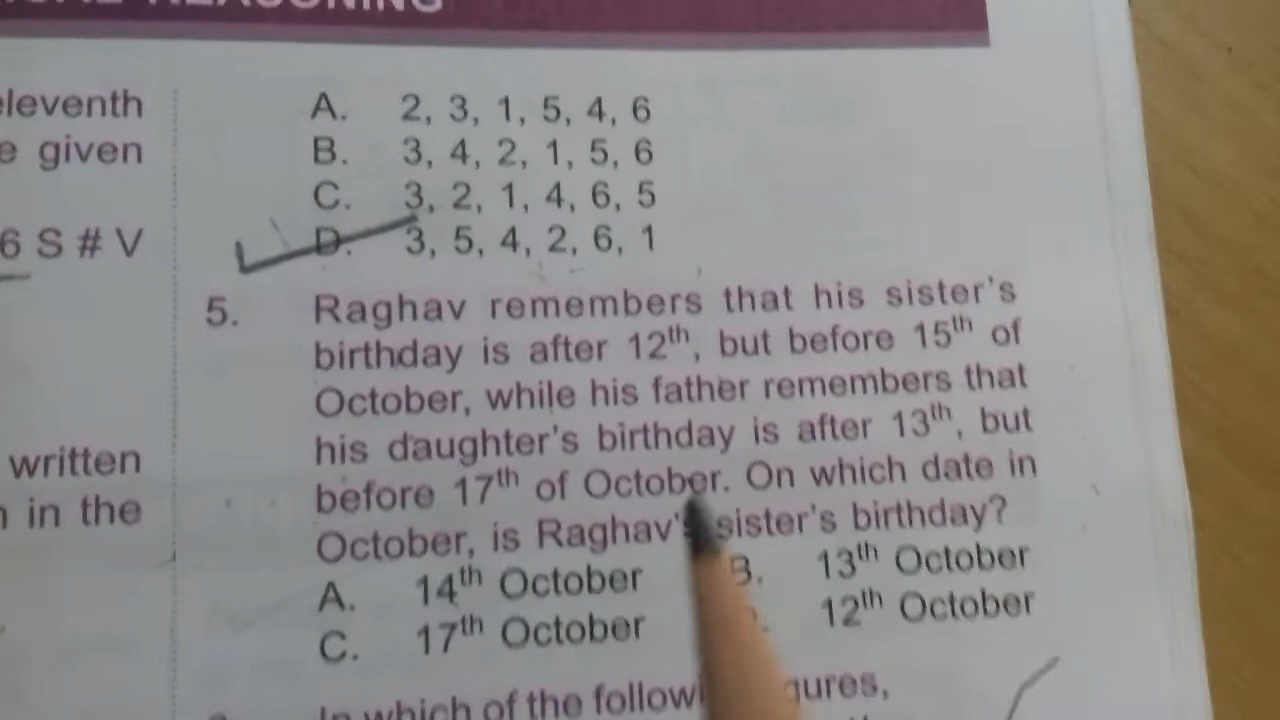 REASONING
eleventh
e given
6 S # V
written
in the
A. 2, 3, 1, 5, 4, 6
B. 3, 4, 2, 1, 5, 6
C. 3, 2, 1, 4, 6, 5
D. 3, 5, 4, 2, 6, 1
5. Raghav remembers that his sister's
birthday is after 12th, but before 15th of
October, while his father remembers that
his daughter's birthday is after 13th, but
before 17th of October. On which date in
October, is Raghav's sister's birthday?
A. 14th October B. 13th October
C. 17th October 12th October
In which of the